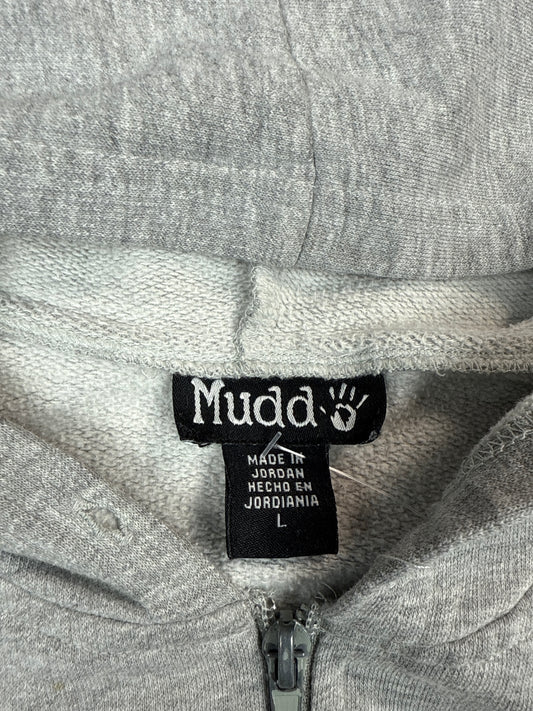 Mudd
MADE IN
JORDAN
HECHO EN
JORDIANIA
L